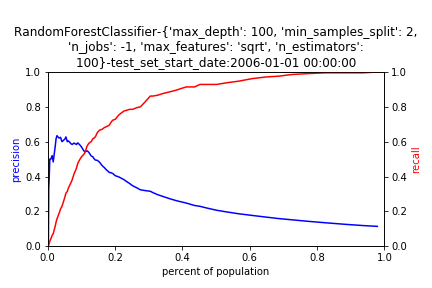 RandomForestClassifier-{'max_depth': 100, 'min_samples_split': 2,
'n_jobs': -1, 'max_features': 'sqrt', 'n_estimators':
100}-test_set_start_date:2006-01-01 00:00:00
1.0
0.8
0.6
0.4
0.2
0.0
precision
1.0
0.8
0.6
0.4
0.2
0.0
recall
0.0 0.2 0.4 0.6 0.8 1.0
percent of population